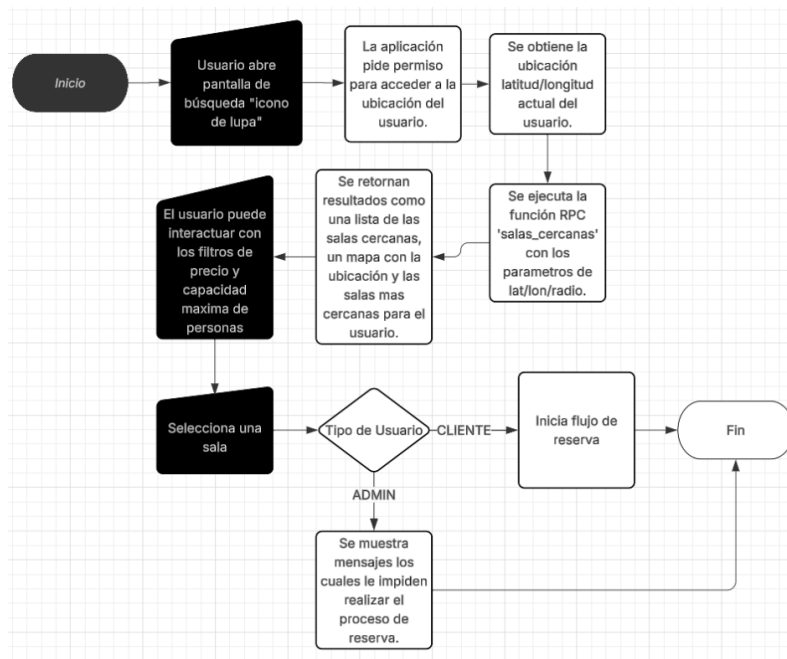 Inicio
Usuario abre
pantalla de
búsqueda "icono
de lupa"
La aplicación
pide permiso
para acceder a la
ubicación del
usuario.
Se obtiene la
ubicación
latitud/longitud
actual del
usuario.
Se ejecuta la
función RPC
'salas_cercanas'
con los
parametros de
lat/lon/radio.
Se retornan
resultados como
una lista de las
salas cercanas,
un mapa con la
ubicación y las
salas mas
cercanas para el
usuario.
El usuario puede
interactuar con
los filtros de
precio y
capacidad
maxima de
personas
Selecciona una
sala
Tipo de Usuario
CLIENTE
Inicia flujo de
reserva
Fin
ADMIN
Se muestra
mensajes los
cuales le impiden
realizar el
proceso de
reserva.